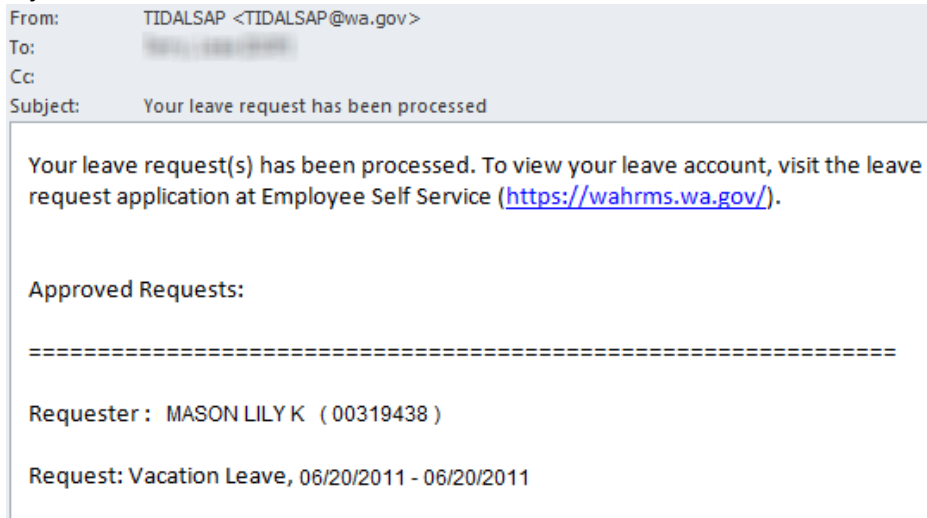 From: TIDALSAP <TIDALSAP@wa.gov>
To:
Cc:
Subject: Your leave request has been processed
Your leave request(s) has been processed. To view your leave account, visit the leave
request application at Employee Self Service (https://wahrms.wa.gov/).
Approved Requests:
===============================================================
Requester : MASON LILY K ( 00319438 )
Request: Vacation Leave, 06/20/2011 - 06/20/2011